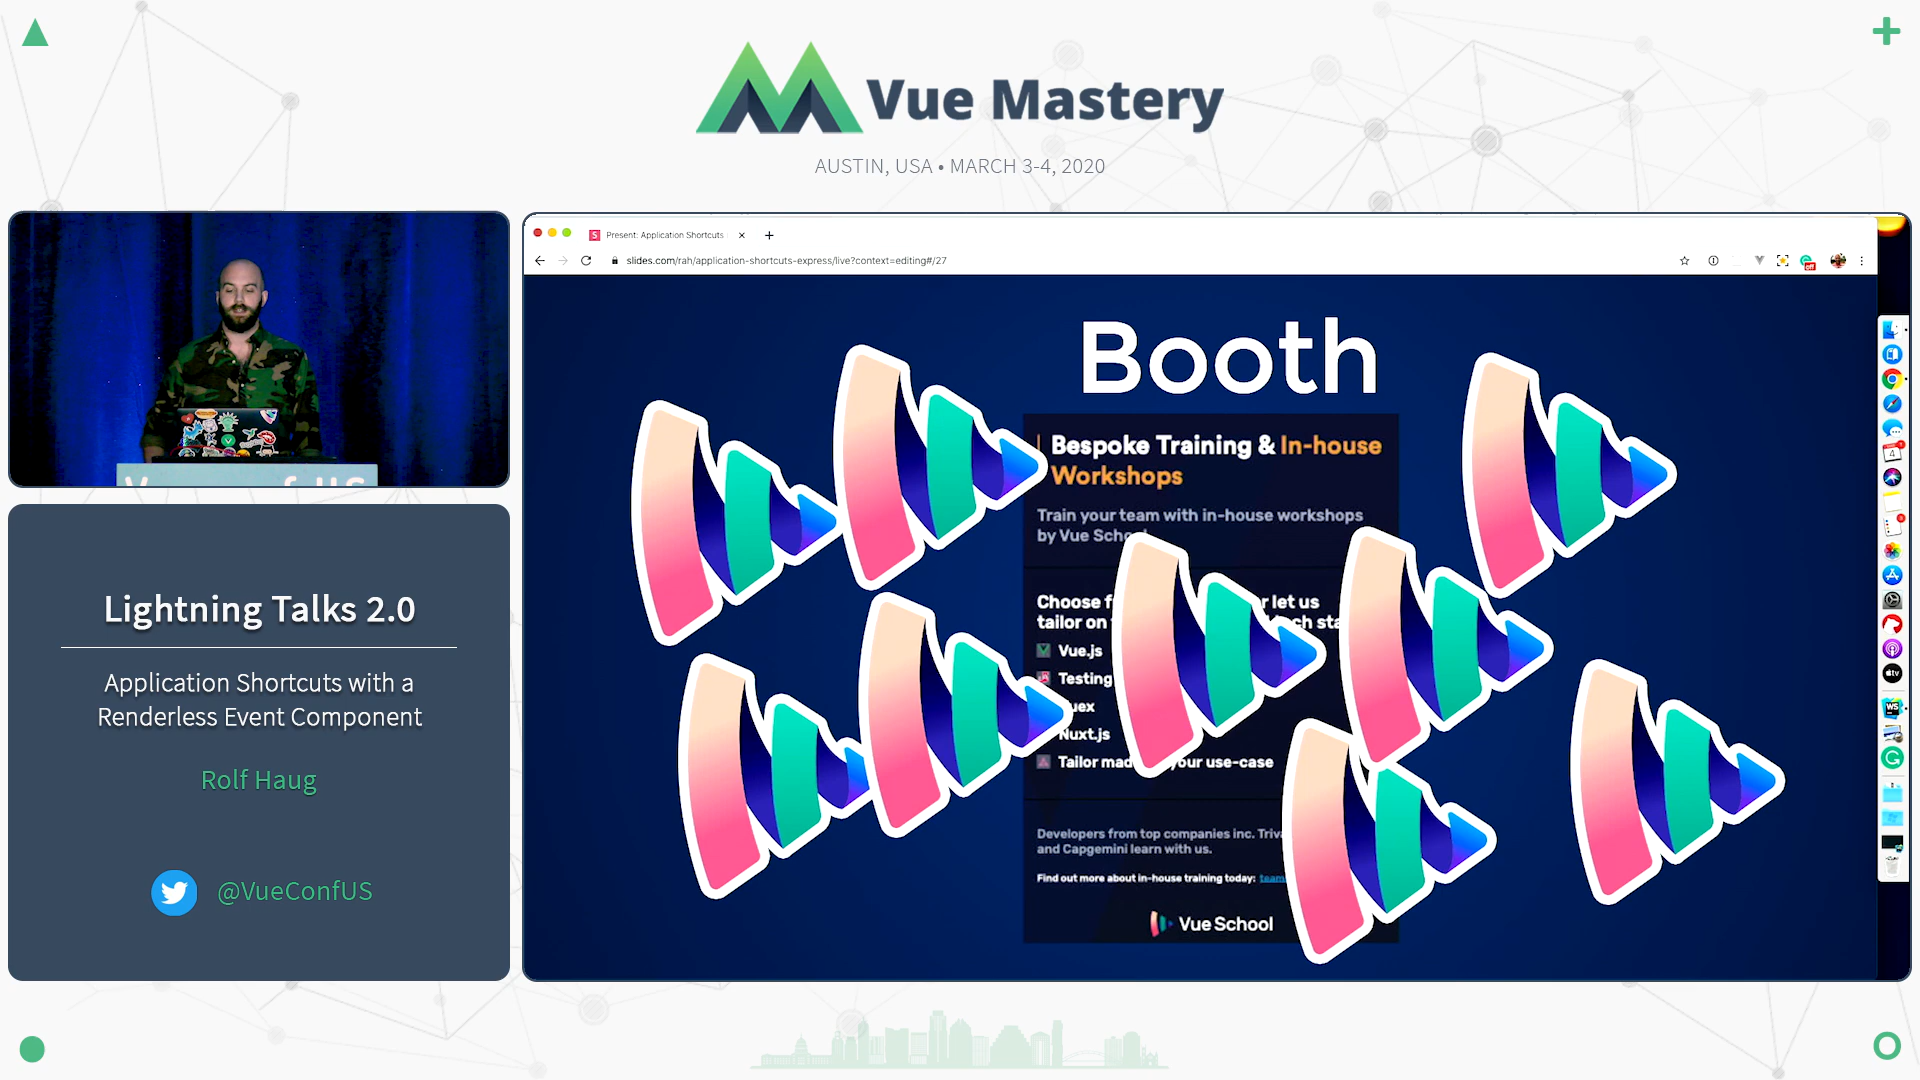 Vue Mastery
AUSTIN, USA • MARCH 3-4, 2020
Present: Application Shortcuts
slides.com/rah/application-shortcuts-express/live?context=editing#/27
Booth
Bespoke Training & In-house
Workshops
Train your team with in-house workshops
by Vue
Choose let us
tailor on
Vue.js
Testing
Nuxt.js
Tailor your use-case
Developers from top companies inc.
and Capgemini learn with us.
Find out more about in-house training today:
Vue School
Lightning Talks 2.0
Application Shortcuts with a
Renderless Event Component
Rolf Haug
@VueConfUS